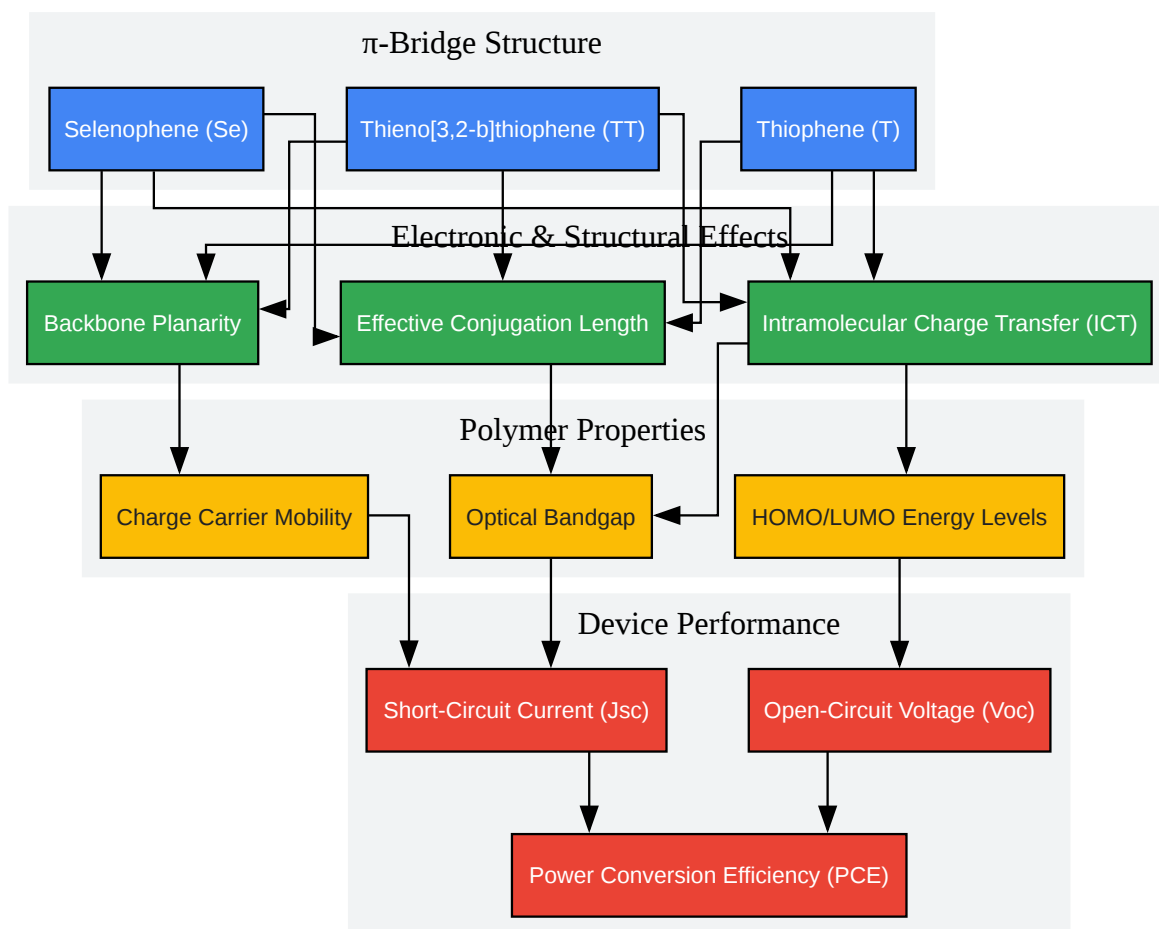 π-Bridge Structure
Selenophene (Se)
Thieno[3,2-b]thiophene (TT)
Thiophene (T)
Electronic & Structural Effects
Backbone Planarity
Effective Conjugation Length
Intramolecular Charge Transfer (ICT)
Polymer Properties
Charge Carrier Mobility
Optical Bandgap
HOMO/LUMO Energy Levels
Device Performance
Short-Circuit Current (Jsc)
Open-Circuit Voltage (Voc)
Power Conversion Efficiency (PCE)